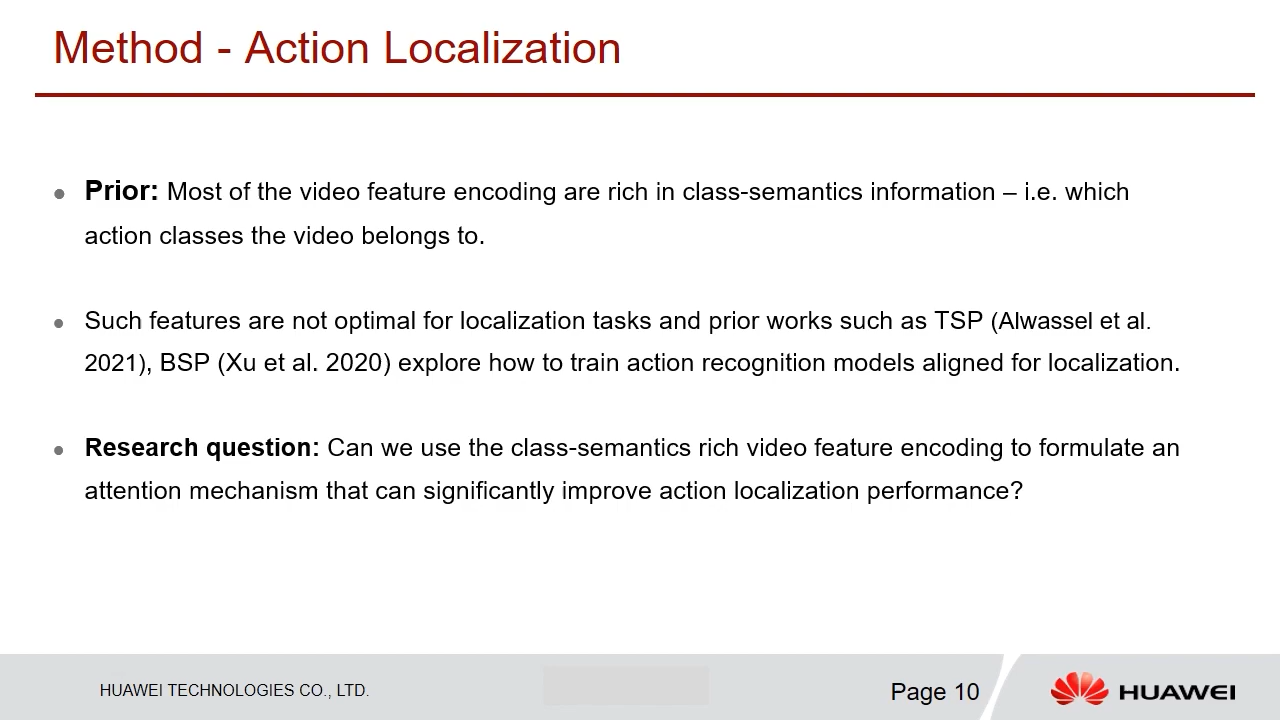 Method - Action Localization
Prior: Most of the video feature encoding are rich in class-semantics information – i.e. which
action classes the video belongs to.
Such features are not optimal for localization tasks and prior works such as TSP (Alwassel et al.
2021), BSP (Xu et al. 2020) explore how to train action recognition models aligned for localization.
Research question: Can we use the class-semantics rich video feature encoding to formulate an
attention mechanism that can significantly improve action localization performance?
HUAWEI TECHNOLOGIES CO., LTD.
Page 10
HUAWEI